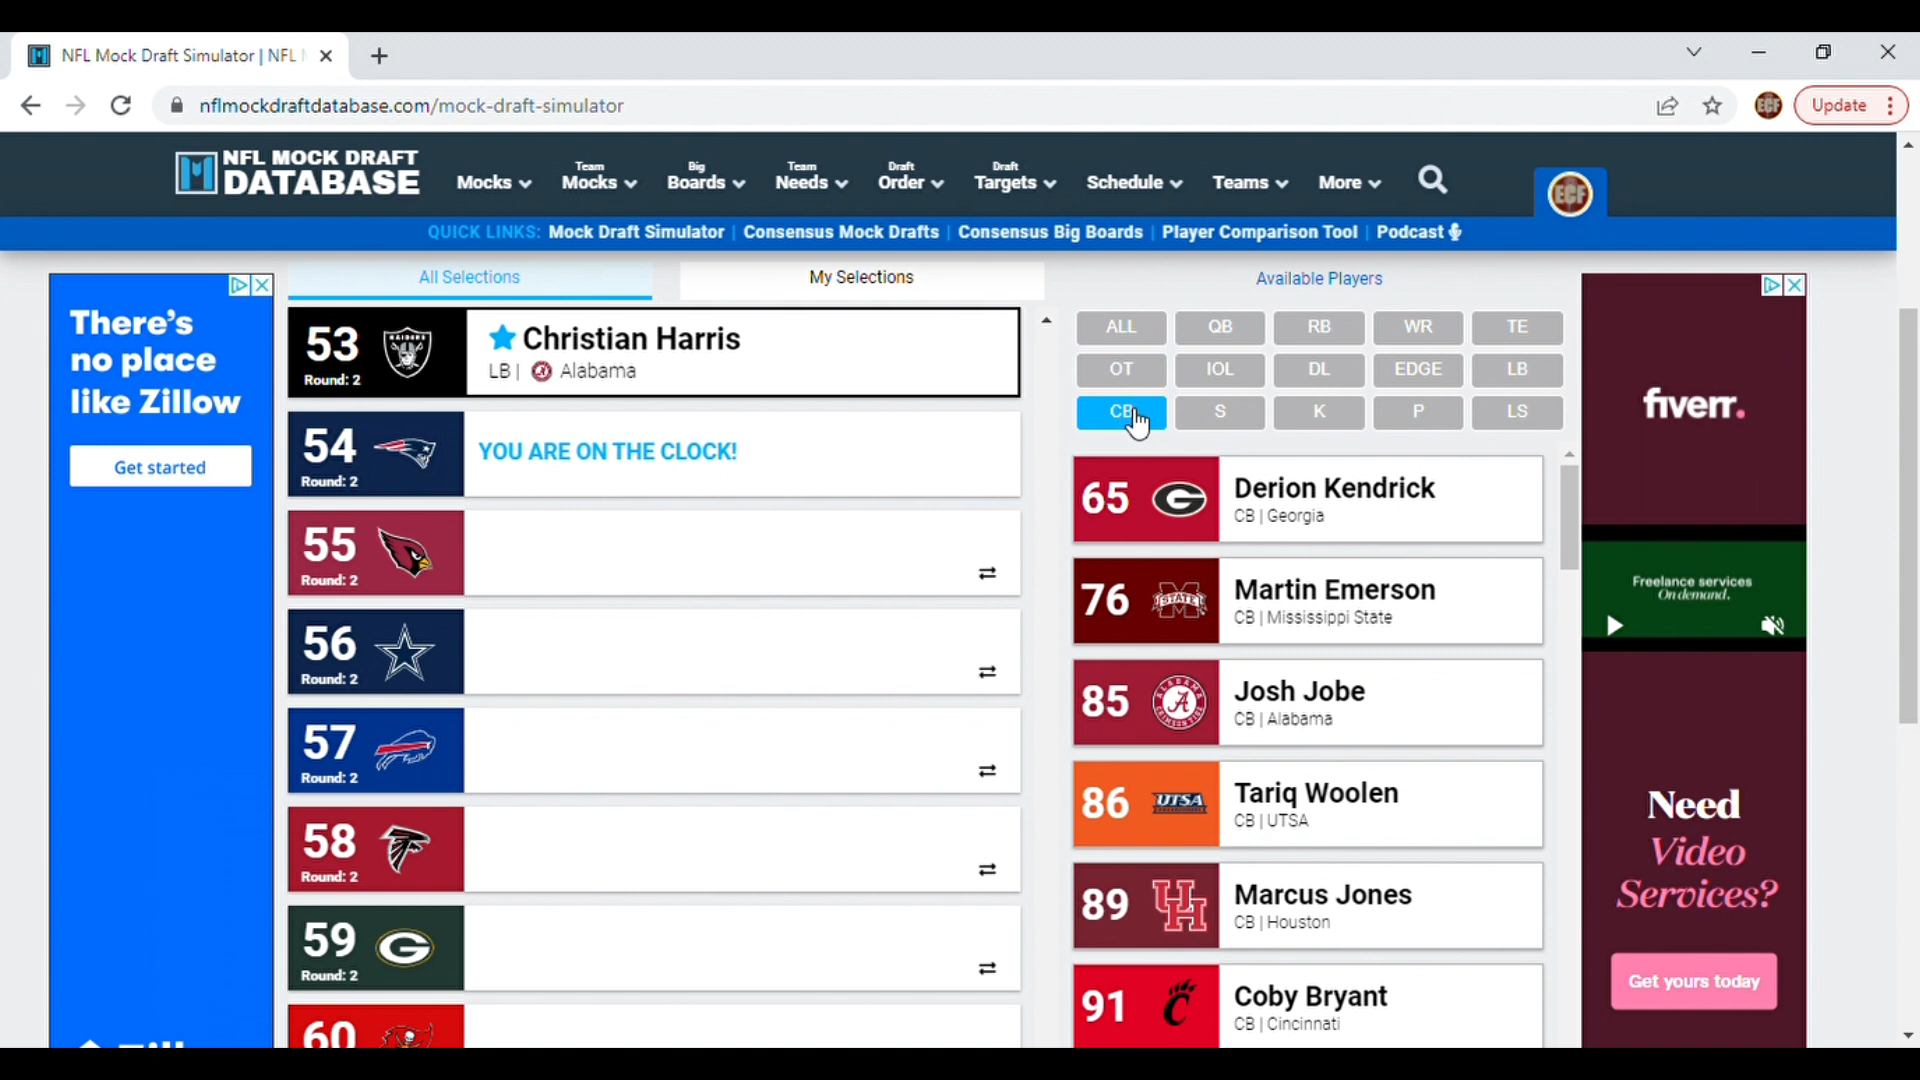 NFL Mock Draft Simulator | NFL
nflmockdraftdatabase.com/mock-draft-simulator
ECF
Update
NFL MOCK DRAFT
DATABASE
Mocks
Team
Mocks
Big
Boards
Team
Needs
Draft
Order
Draft
Targets
Schedule
Teams
More
ECF
QUICK LINKS: Mock Draft Simulator | Consensus Mock Drafts | Consensus Big Boards | Player Comparison Tool | Podcast
There's
no place
like Zillow
Get started
All Selections
My Selections
53
Round: 2
RAIDERS
Christian Harris
LB | Alabama
54
Round: 2
YOU ARE ON THE CLOCK!
55
Round: 2
56
Round: 2
57
Round: 2
58
Round: 2
59
Round: 2
G
60
Available Players
ALL QB RB WR TE
OT IOL DL EDGE LB
CB S K P LS
65
G
Derion Kendrick
CB | Georgia
76
STATE
Martin Emerson
CB | Mississippi State
85
A
Josh Jobe
CB | Alabama
86
UTSA
Tariq Woolen
CB | UTSA
89
UH
Marcus Jones
CB | Houston
91
C
Coby Bryant
CB | Cincinnati
fiverr.
Freelance services
On demand.
Need
Video
Services?
Get yours today